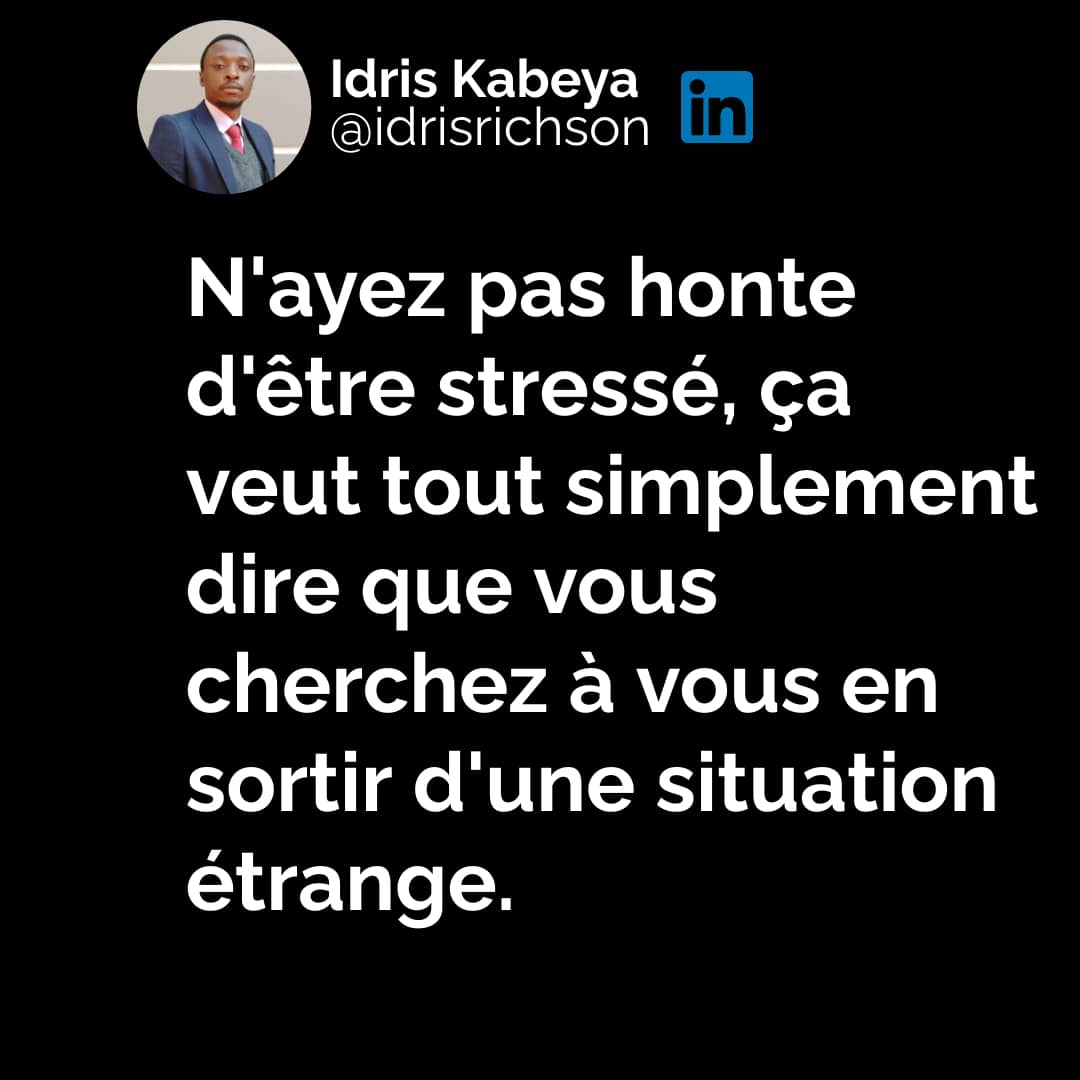 Idris Kabeya
@idrisrichson
in
N'ayez pas honte
d'être stressé, ça
veut tout simplement
dire que vous
cherchez à vous en
sortir d'une situation
étrange.